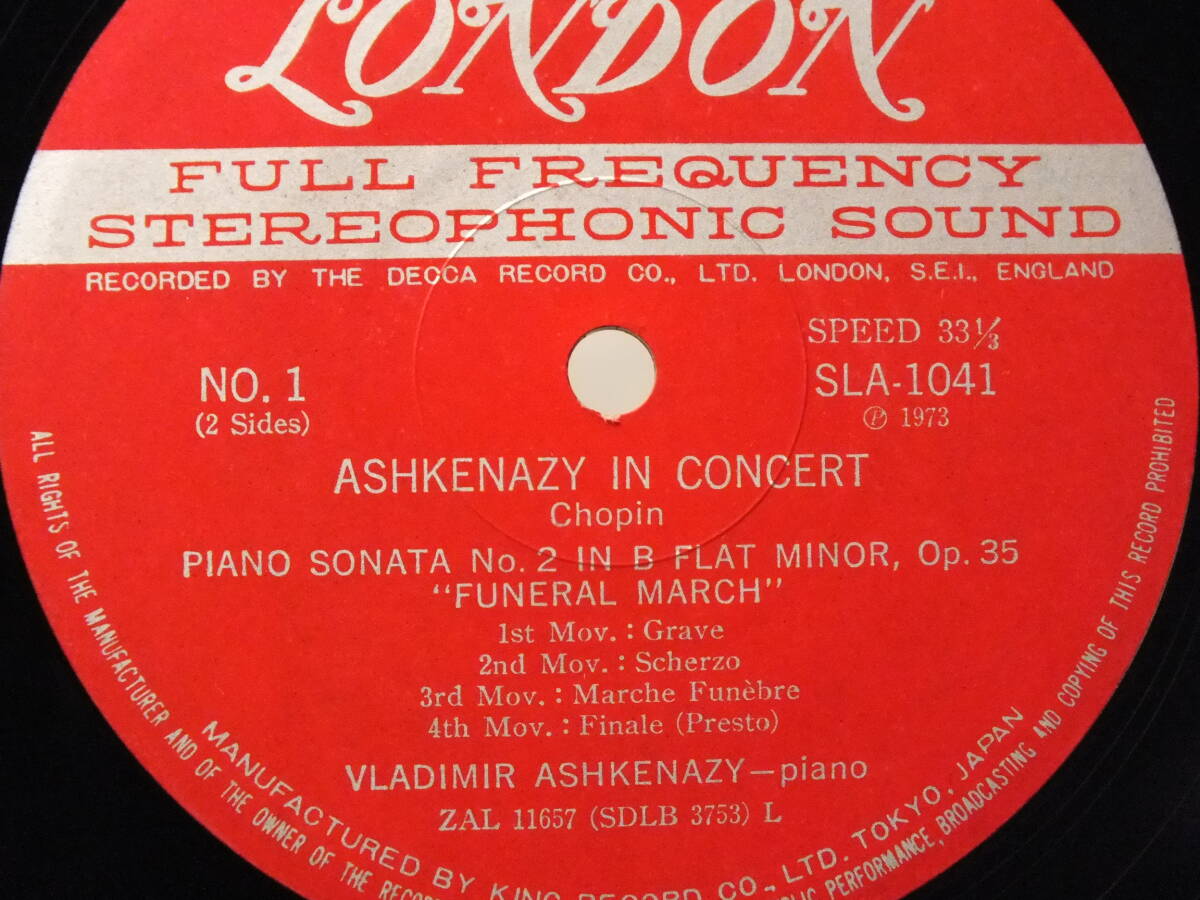 LONDON
FULL FREQUENCY
STEREOPHONIC SOUND
RECORDED BY THE DECCA RECORD CO., LTD. LONDON, S.E.I., ENGLAND
SPEED 33⅓
NO. 1
SLA-1041
(2 Sides)
Ⓟ 1973
ASHKENAZY IN CONCERT
Chopin
PIANO SONATA No. 2 IN B FLAT MINOR, Op. 35
"FUNERAL MARCH"
1st Mov. : Grave
2nd Mov. : Scherzo
3rd Mov. : Marche Funèbre
4th Mov. : Finale (Presto)
VLADIMIR ASHKENAZY—piano
ZAL 11657 (SDLB 3753) L
MANUFACTURED BY KING RECORD CO., LTD. TOKYO, JAPAN
ALL RIGHTS OF THE MANUFACTURER AND OF THE OWNER OF THE PERFORMANCE, BROADCASTING AND COPYING OF THIS RECORD PROHIBITED